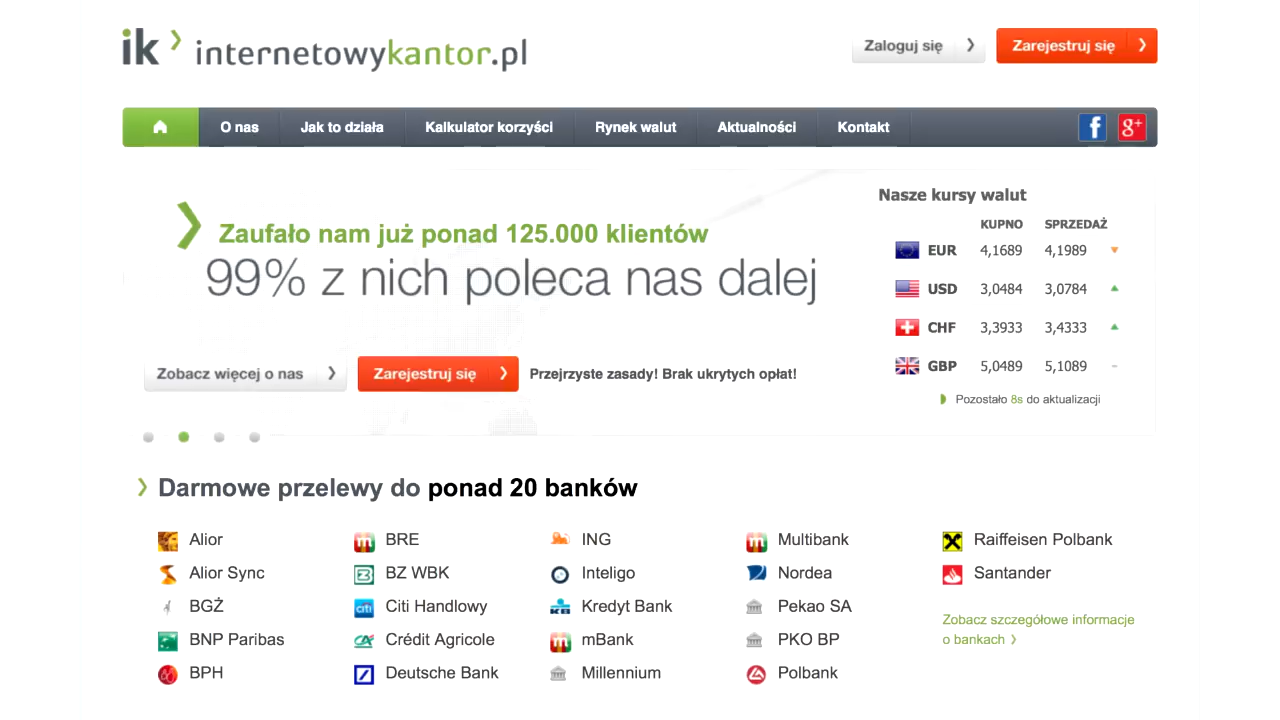 ik internetowykantor.pl
Zaloguj się
Zarejestruj się
O nas
Jak to działa
Kalkulator korzyści
Rynek walut
Aktualności
Kontakt
f
g+
Zaufało nam już ponad 125.000 klientów
99% z nich poleca nas dalej
Zobacz więcej o nas
Zarejestruj się
Przejrzyste zasady! Brak ukrytych opłat!
Nasze kursy walut
KUPNO SPRZEDAŻ
EUR 4,1689 4,1989
USD 3,0484 3,0784
CHF 3,3933 3,4333
GBP 5,0489 5,1089 -
Pozostało 8s do aktualizacji
Darmowe przelewy do ponad 20 banków
Alior
Alior Sync
BGŻ
BNP Paribas
BPH
BRE
BZ WBK
citi Citi Handlowy
Crédit Agricole
Deutsche Bank
ING
Inteligo
KB Kredyt Bank
mBank
Millennium
Multibank
Nordea
Pekao SA
PKO BP
Polbank
Raiffeisen Polbank
Santander
Zobacz szczegółowe informacje
o bankach